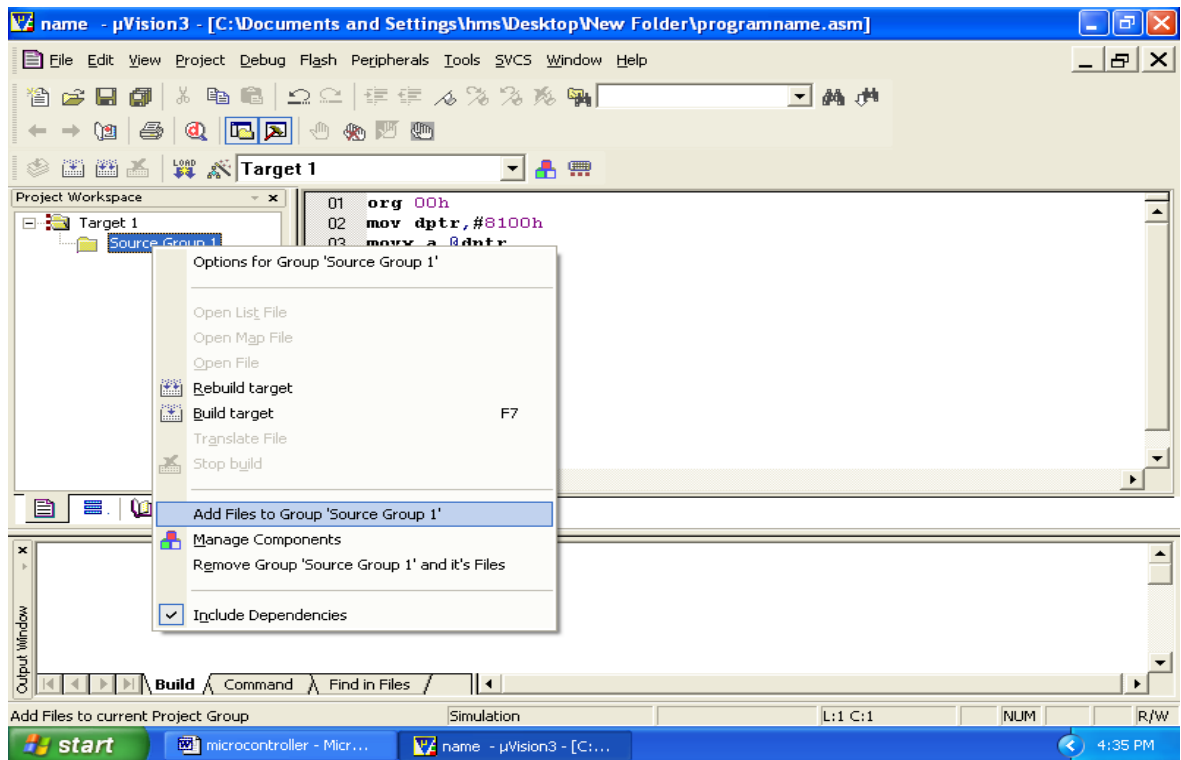 name - µVision3 - [C:\Documents and Settings\hms\Desktop\New Folder\programname.asm]
File Edit View Project Debug Flash Peripherals Tools SVCS Window Help
LOAD Target 1
Project Workspace
Target 1
Source Group 1
01 org 00h
02 mov dptr,#8100h
03 movx a @dptr
Options for Group 'Source Group 1'
Open List File
Open Map File
Open File
Rebuild target
Build target F7
Translate File
Stop build
Add Files to Group 'Source Group 1'
Manage Components
Remove Group 'Source Group 1' and it's Files
Include Dependencies
Output Window
Build Command Find in Files
Add Files to current Project Group Simulation L:1 C:1 NUM R/W
start microcontroller - Micr... name - µVision3 - [C:... 4:35 PM